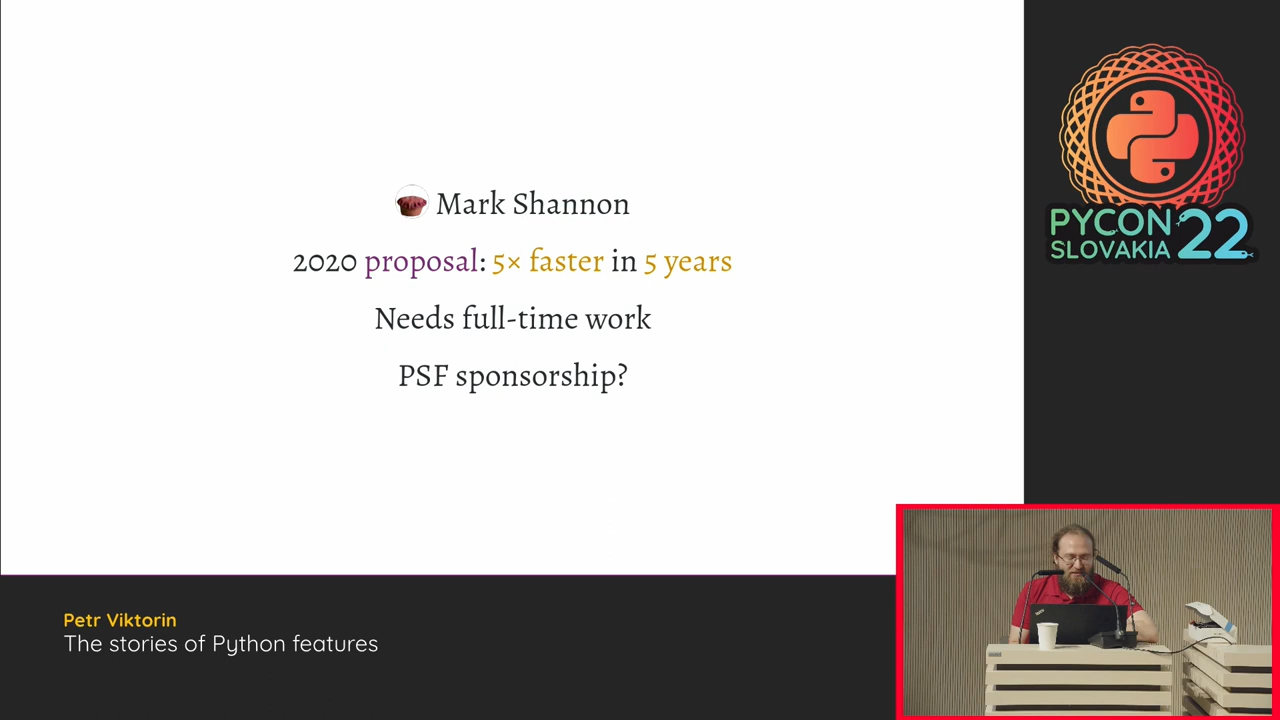 Mark Shannon
2020 proposal: 5× faster in 5 years
Needs full-time work
PSF sponsorship?
PYCON
SLOVAKIA
22
Petr Viktorin
The stories of Python features